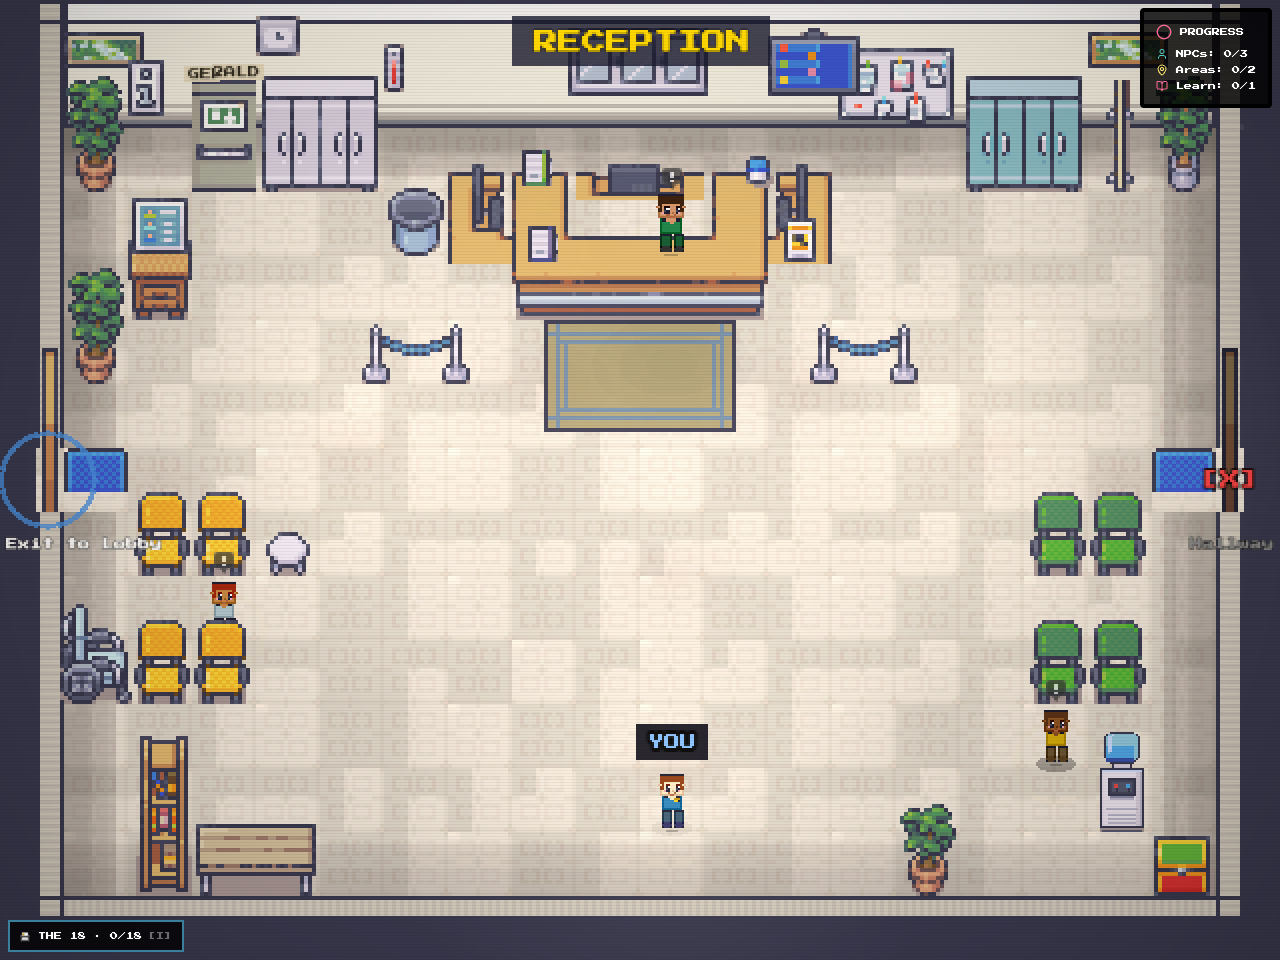 RECEPTION
PROGRESS
NPCs: 0/3
Areas: 0/2
Learn: 0/1
GERALD
[X]
Exit to Lobby
Hallway
YOU
THE 18 · 0/18 [I]